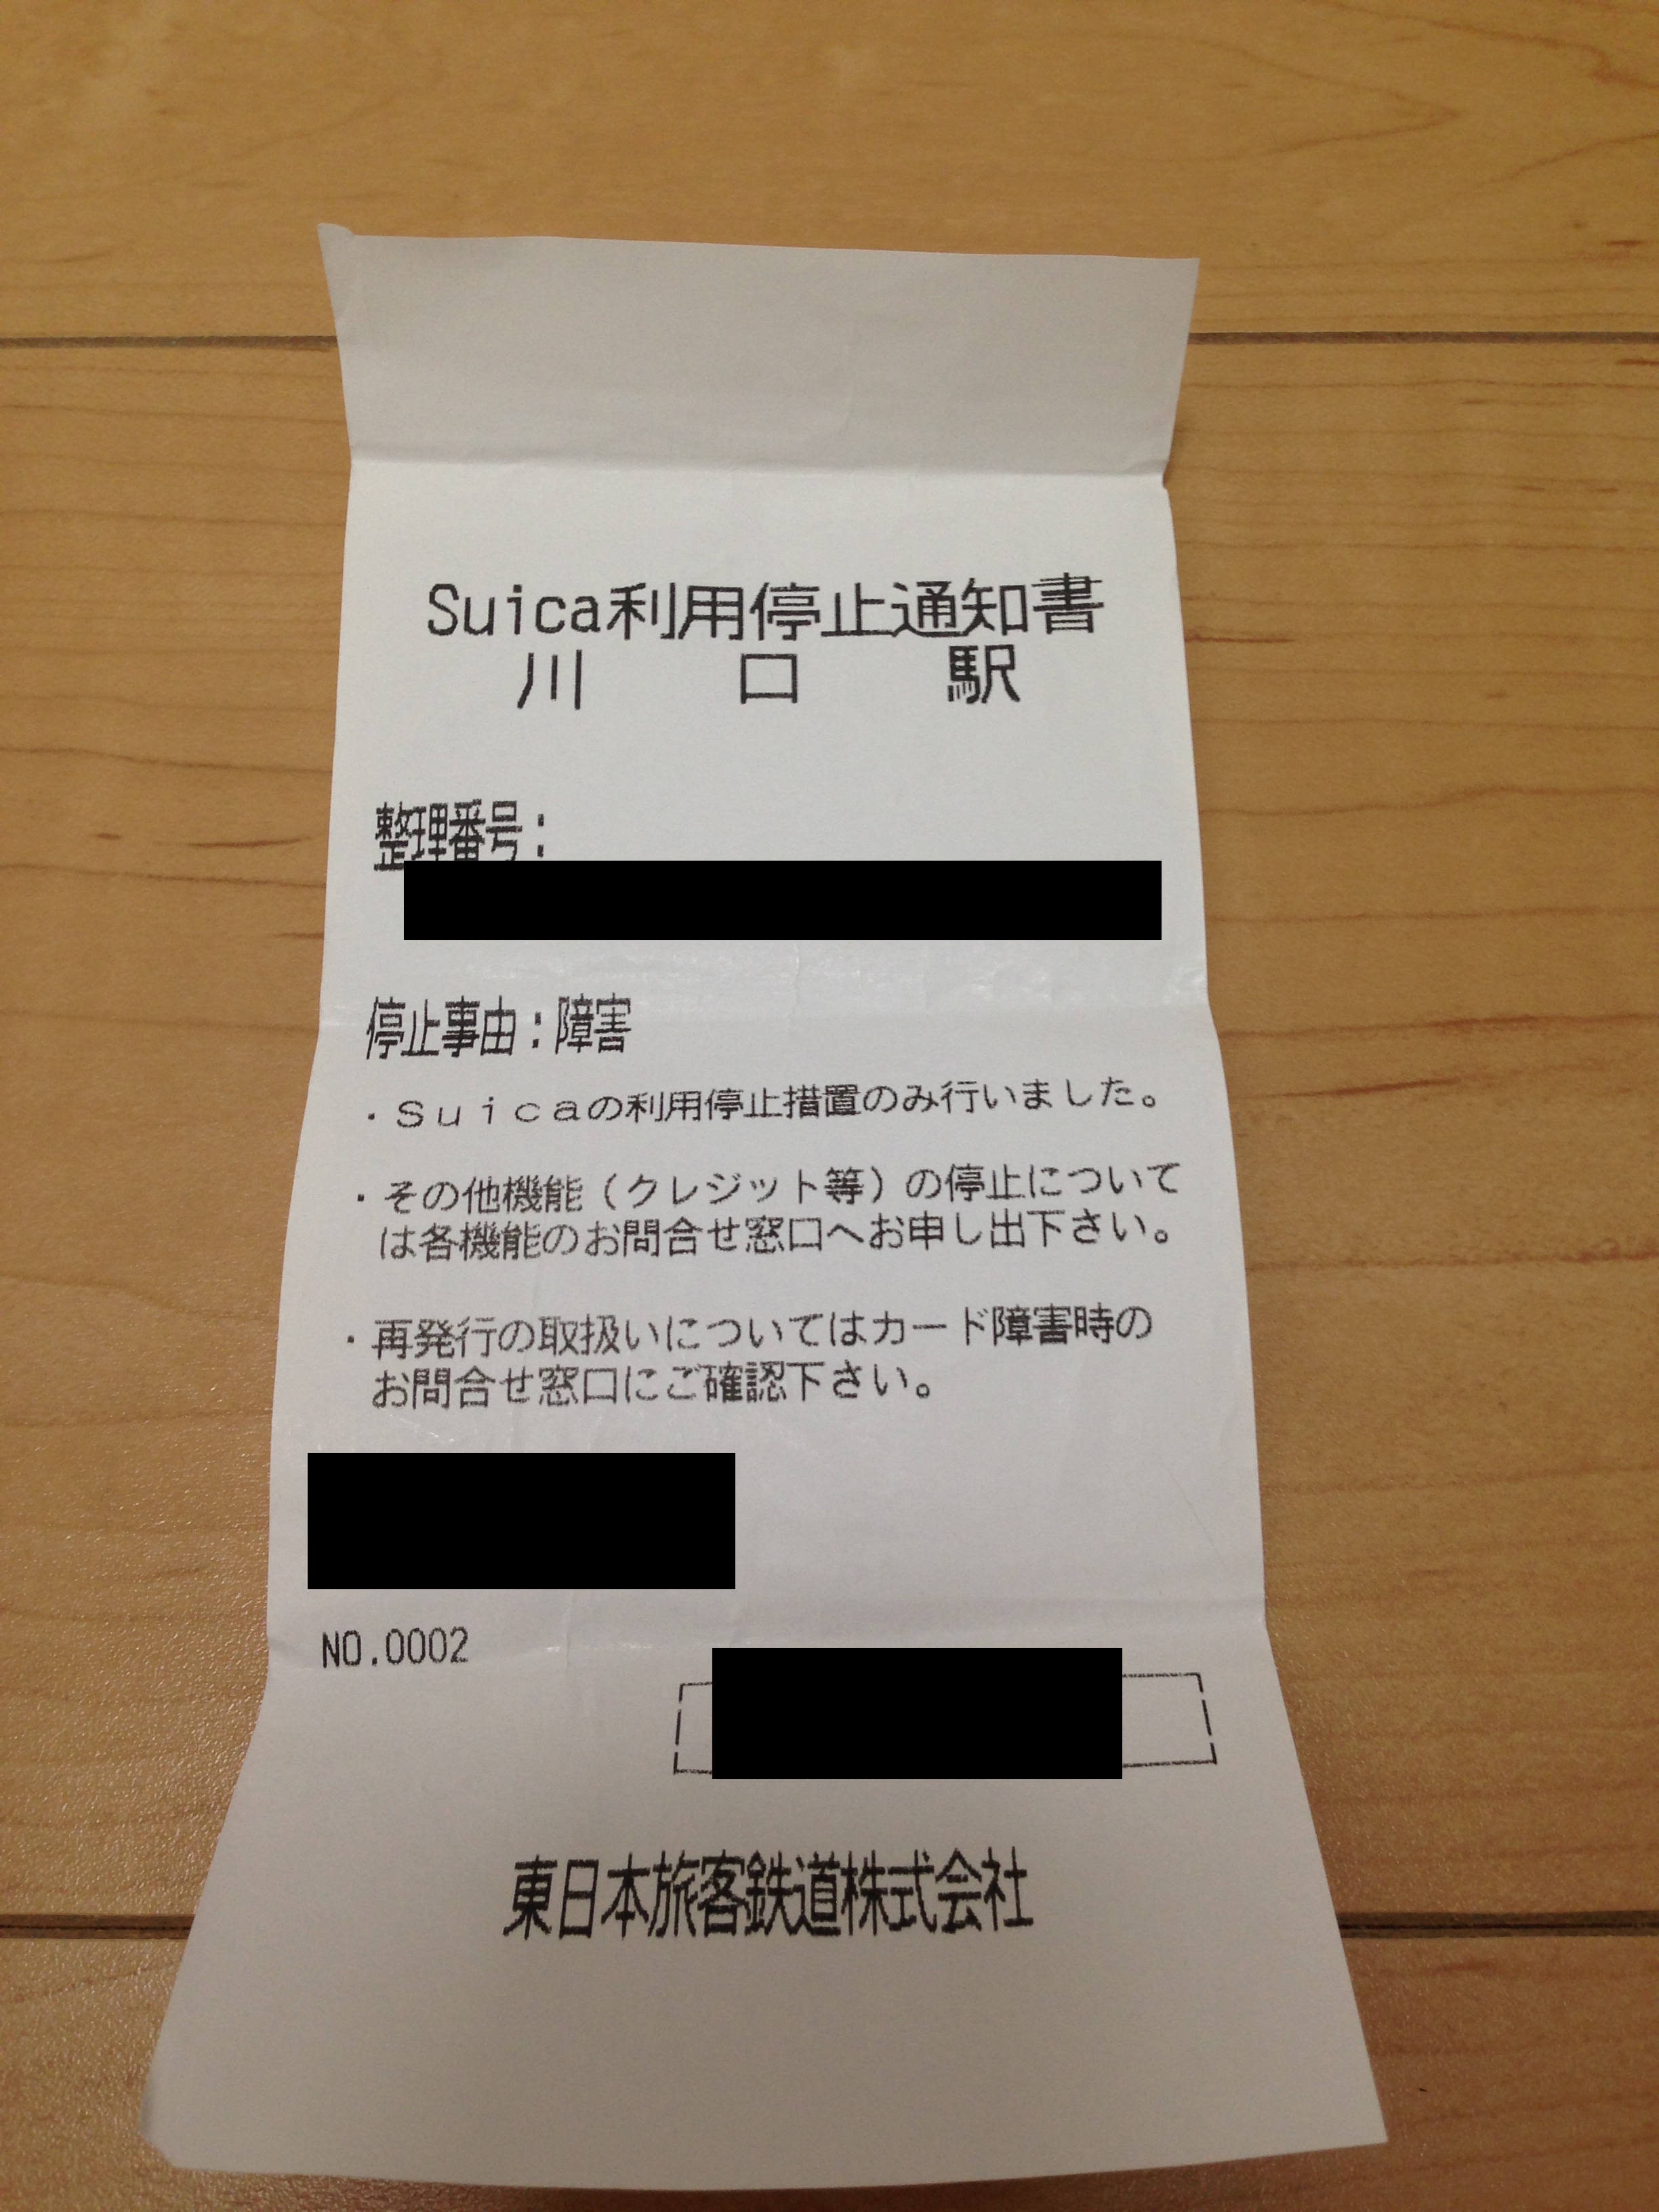 Suica利用停止通知書
川 口 駅
整理番号:
停止事由:障害
・Suicaの利用停止措置のみ行いました。
・その他機能(クレジット等)の停止について
は各機能のお問合せ窓口へお申し出下さい。
・再発行の取扱いについてはカード障害時の
お問合せ窓口にご確認下さい。
NO.0002
東日本旅客鉄道株式会社